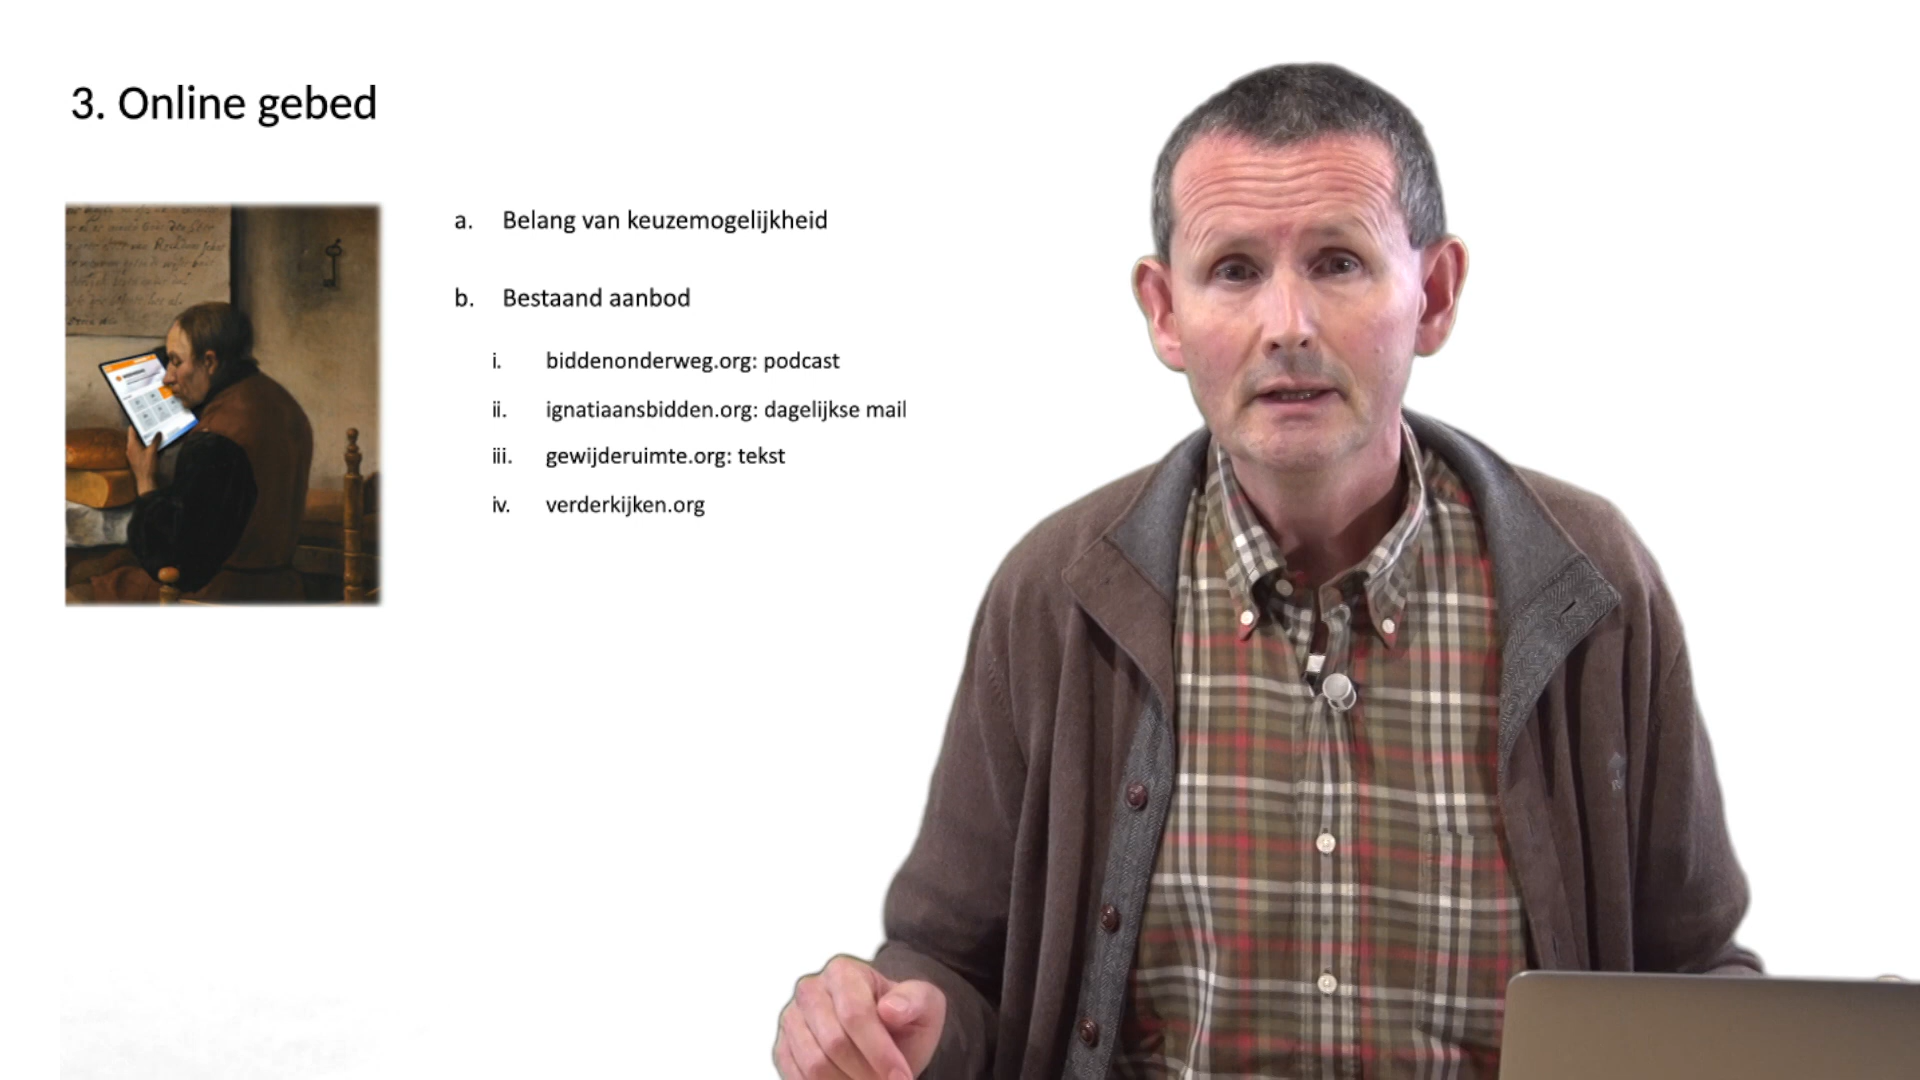 3. Online gebed
a. Belang van keuzemogelijkheid
b. Bestaand aanbod
i. biddenonderweg.org: podcast
ii. ignatiaansbidden.org: dagelijkse mail
iii. gewijderuimte.org: tekst
iv. verderkijken.org